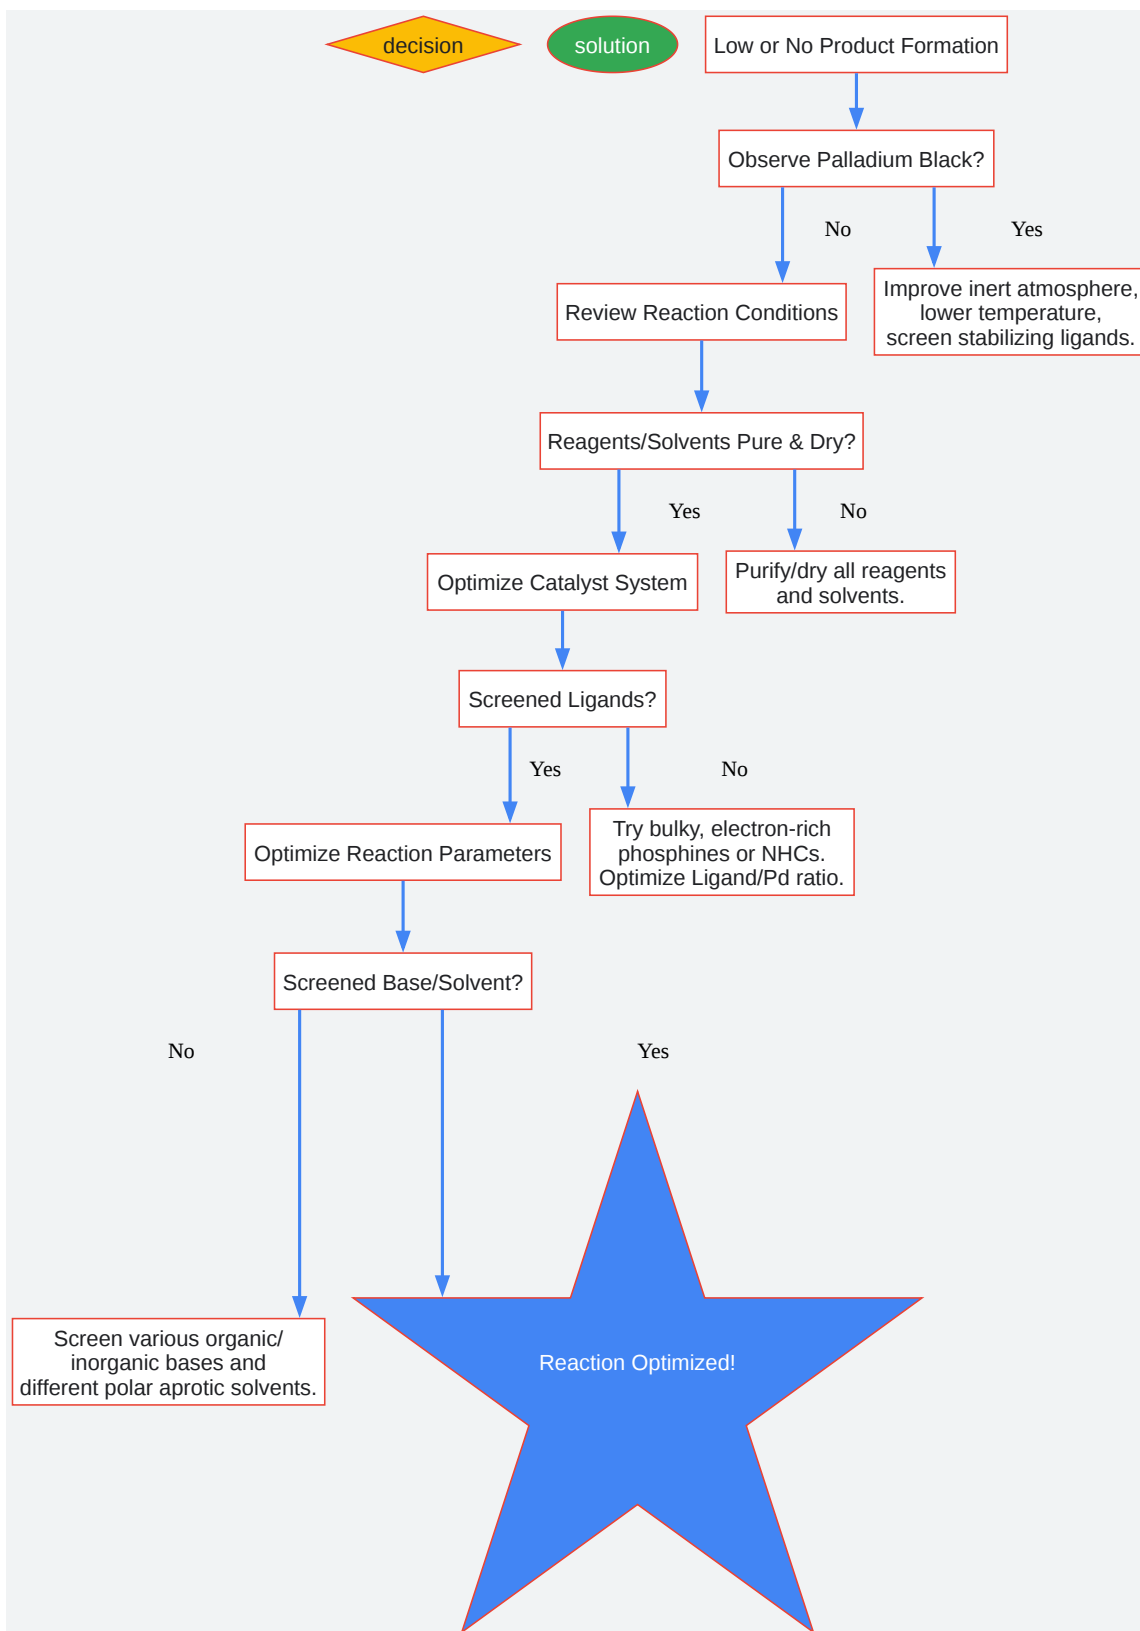 decision
solution
Low or No Product Formation
Observe Palladium Black?
No
Yes
Improve inert atmosphere,
lower temperature,
screen stabilizing ligands.
Review Reaction Conditions
Reagents/Solvents Pure & Dry?
Yes
No
Optimize Catalyst System
Purify/dry all reagents
and solvents.
Screened Ligands?
Yes
No
Optimize Reaction Parameters
Try bulky, electron-rich
phosphines or NHCs.
Optimize Ligand/Pd ratio.
Screened Base/Solvent?
No
Yes
Screen various organic/
inorganic bases and
different polar aprotic solvents.
Reaction Optimized!